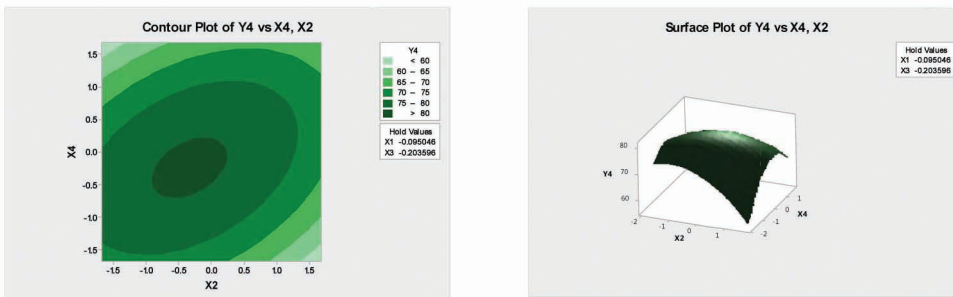 Contour Plot of Y4 vs X4, X2
1.5
1.0
0.5
0.0
-0.5
-1.0
-1.5
X4
-1.5 -1.0 -0.5 0.0 0.5 1.0 1.5
X2
Y4
< 60
60 – 65
65 – 70
70 – 75
75 – 80
> 80
Hold Values
X1 -0.095046
X3 -0.203596
Surface Plot of Y4 vs X4, X2
Hold Values
X1 -0.095046
X3 -0.203596
80
70
60
Y4
-2 -1 0 1
X2
-2 -1 0 1
X4